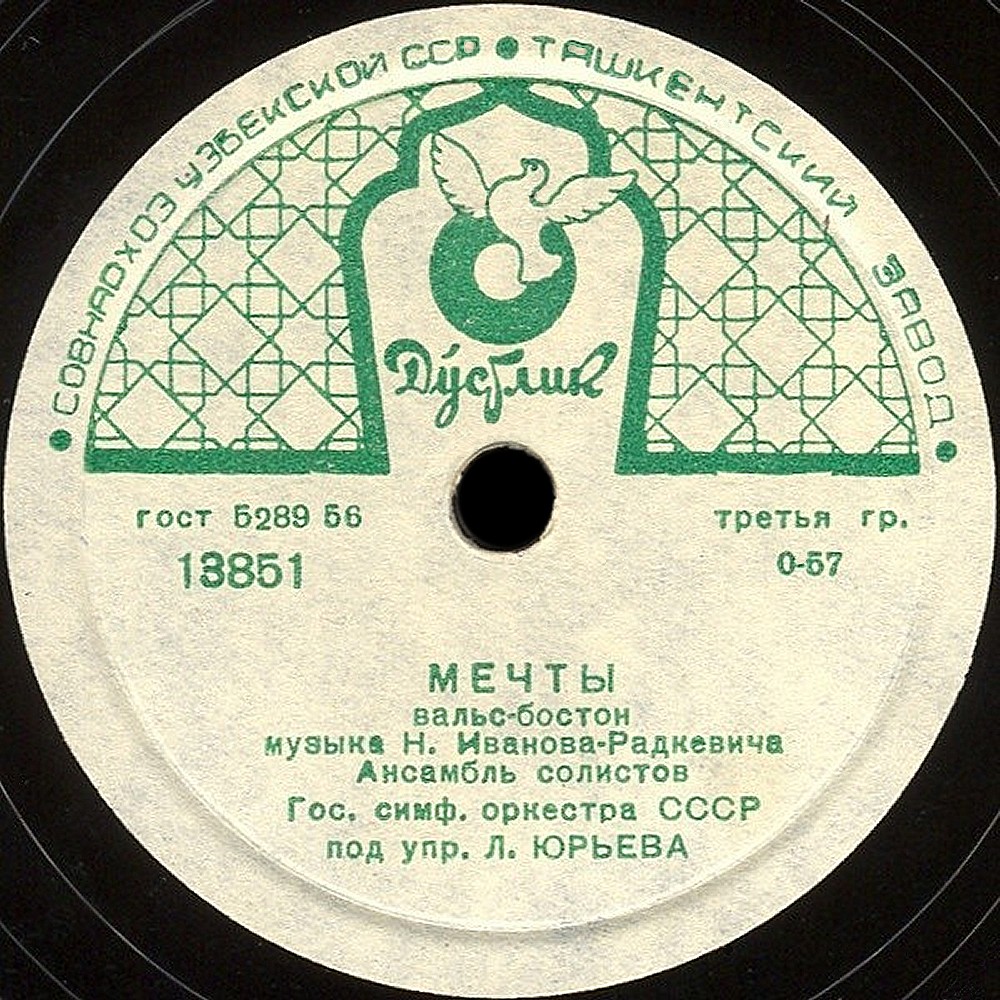 СОВНАРХОЗ УЗБЕКСКОЙ ССР • ТАШКЕНТСКИЙ ЗАВОД
Дўстлик
гост 5289 56
третья гр.
13851
0-57
МЕЧТЫ
вальс-бостон
музыка Н. Иванова-Радкевича
Ансамбль солистов
Гос. симф. оркестра СССР
под упр. Л. ЮРЬЕВА